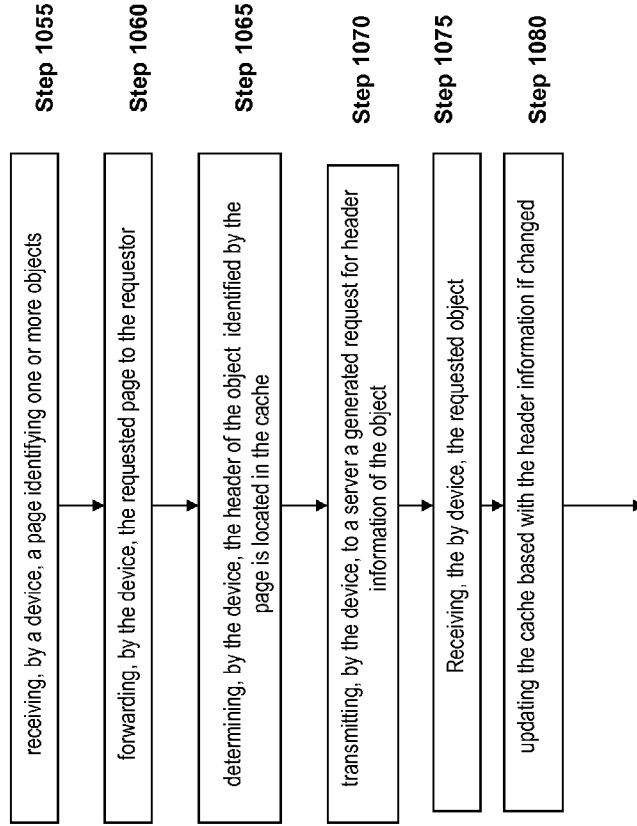 Step 1055
receiving, by a device, a page identifying one or more objects
Step 1060
forwarding, by the device, the requested page to the requestor
Step 1065
determining, by the device, the header of the object identified by the
page is located in the cache
Step 1070
transmitting, by the device, to a server a generated request for header
information of the object
Step 1075
Receiving, the by device, the requested object
Step 1080
updating the cache based with the header information if changed